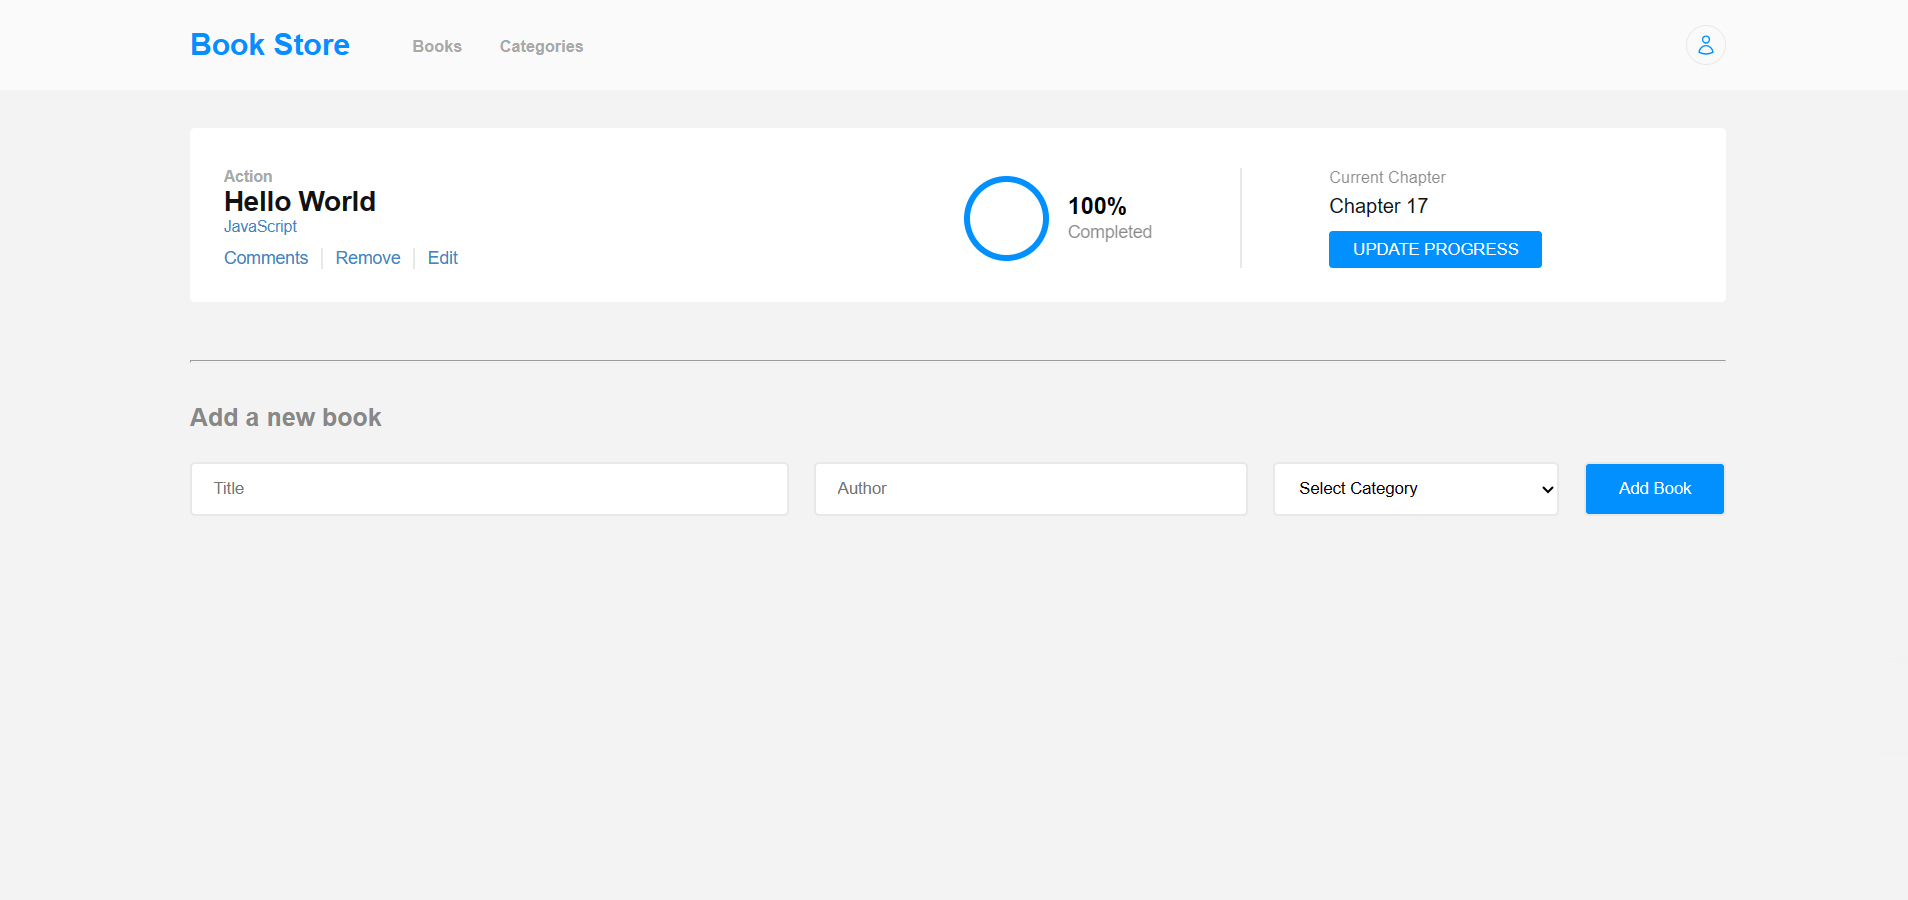 Book Store
Books
Categories
Action
Hello World
JavaScript
Comments
Remove
Edit
100%
Completed
Current Chapter
Chapter 17
UPDATE PROGRESS
Add a new book
Title
Author
Select Category
Add Book